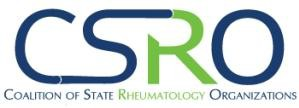 CSRO
COALITION OF STATE RHEUMATOLOGY ORGANIZATIONS